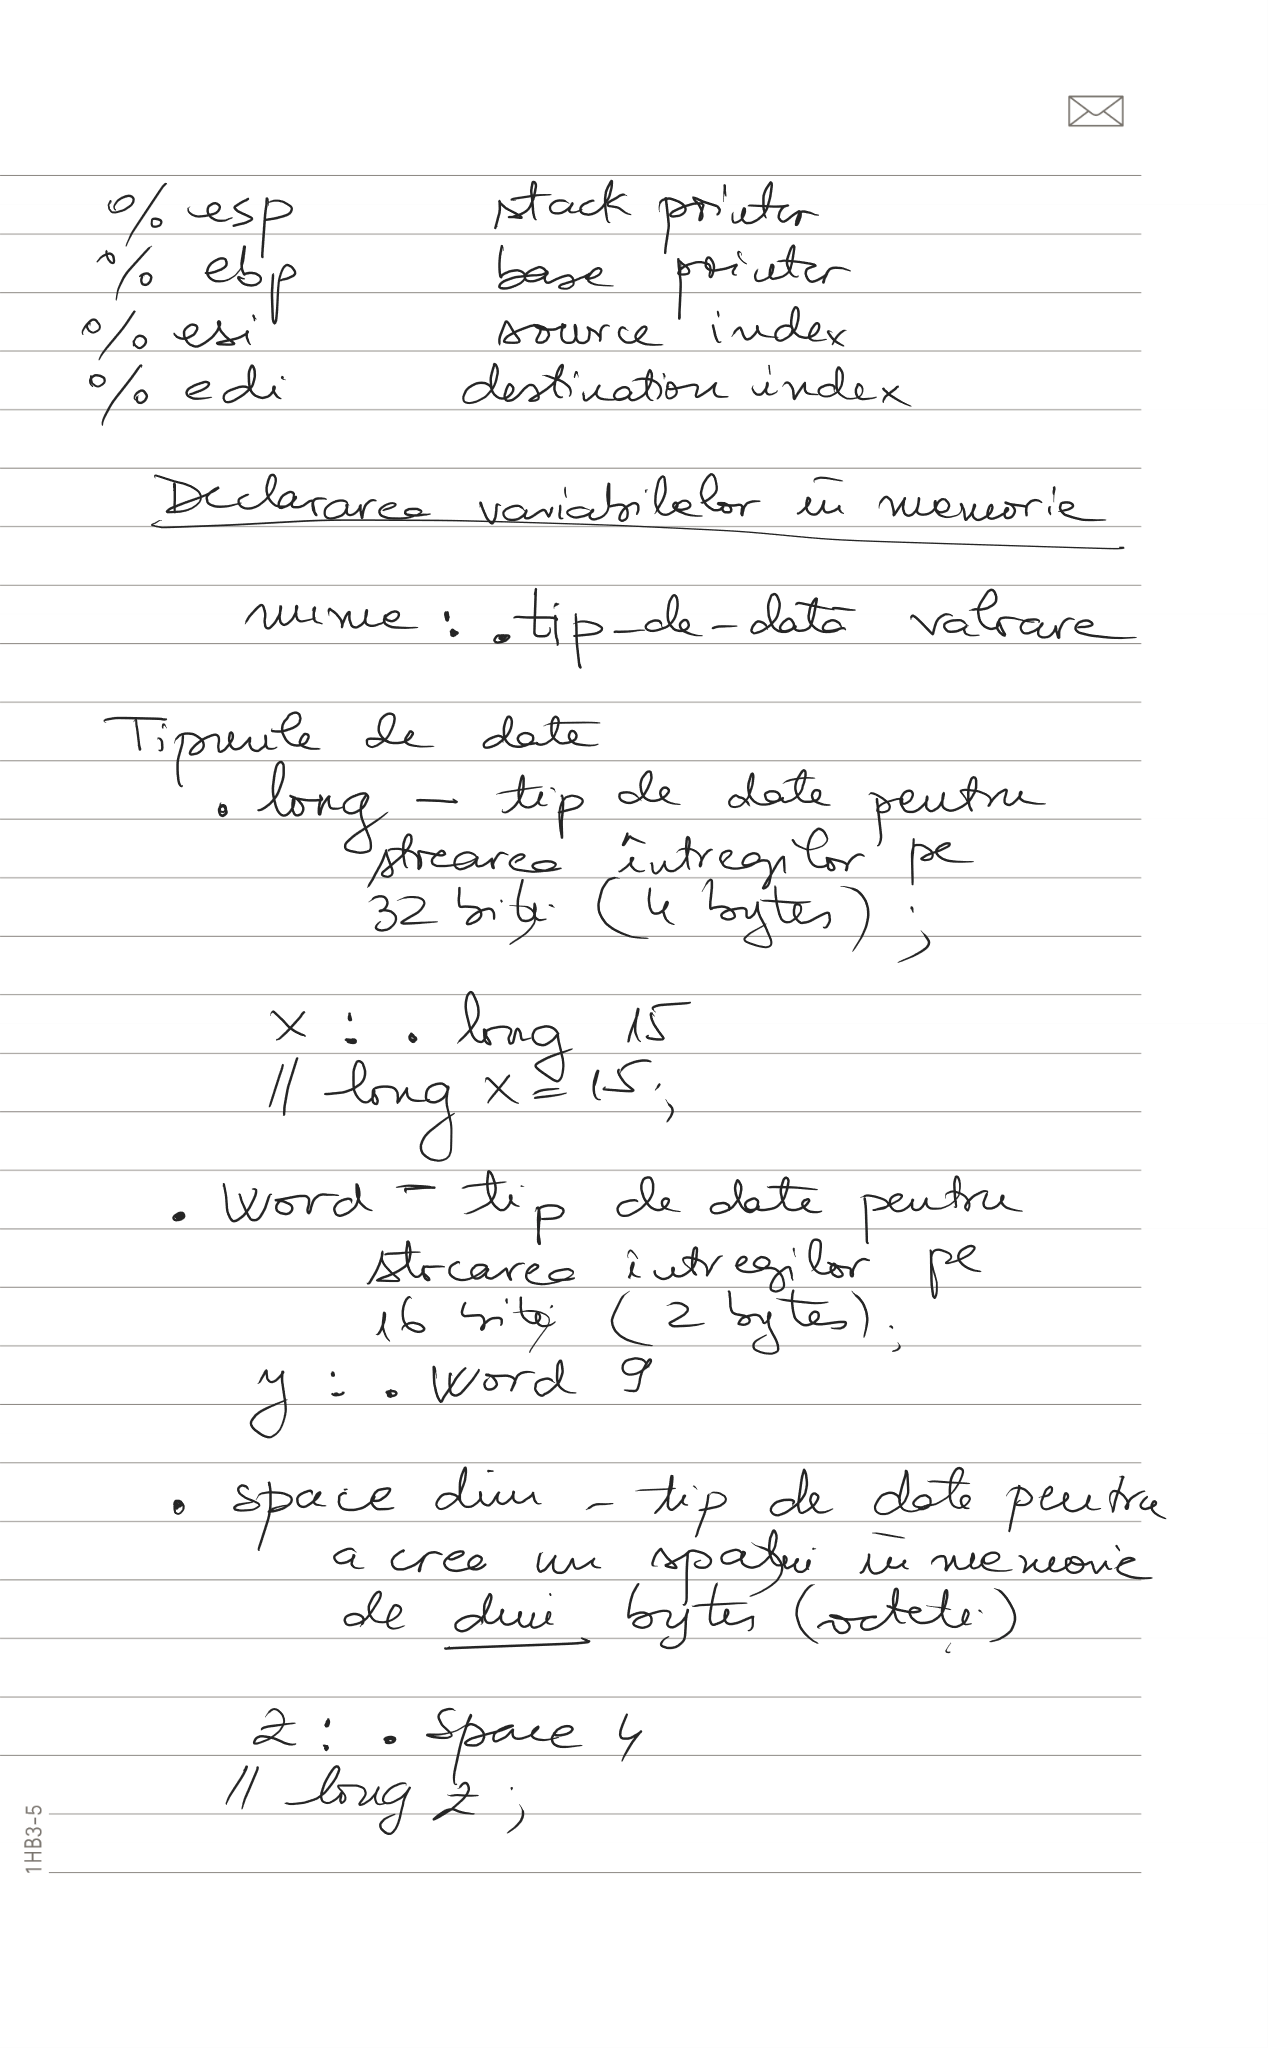 %esp stack pointer
%ebp base pointer
%esi source index
%edi destination index
Declararea variabilelor în memorie
nume : .tip-de-dată valoare
Tipurile de date
.long - tip de date pentru
stocarea întregilor pe
32 biți (4 bytes) ;
x : .long 15
// long x = 15;
.word - tip de date pentru
stocarea întregilor pe
16 biți (2 bytes);
y : .word 9
.space dim - tip de date pentru
a crea un spațiu în memorie
de dim bytes (octeți)
z : .space 4
// long z ;
1HB3-5